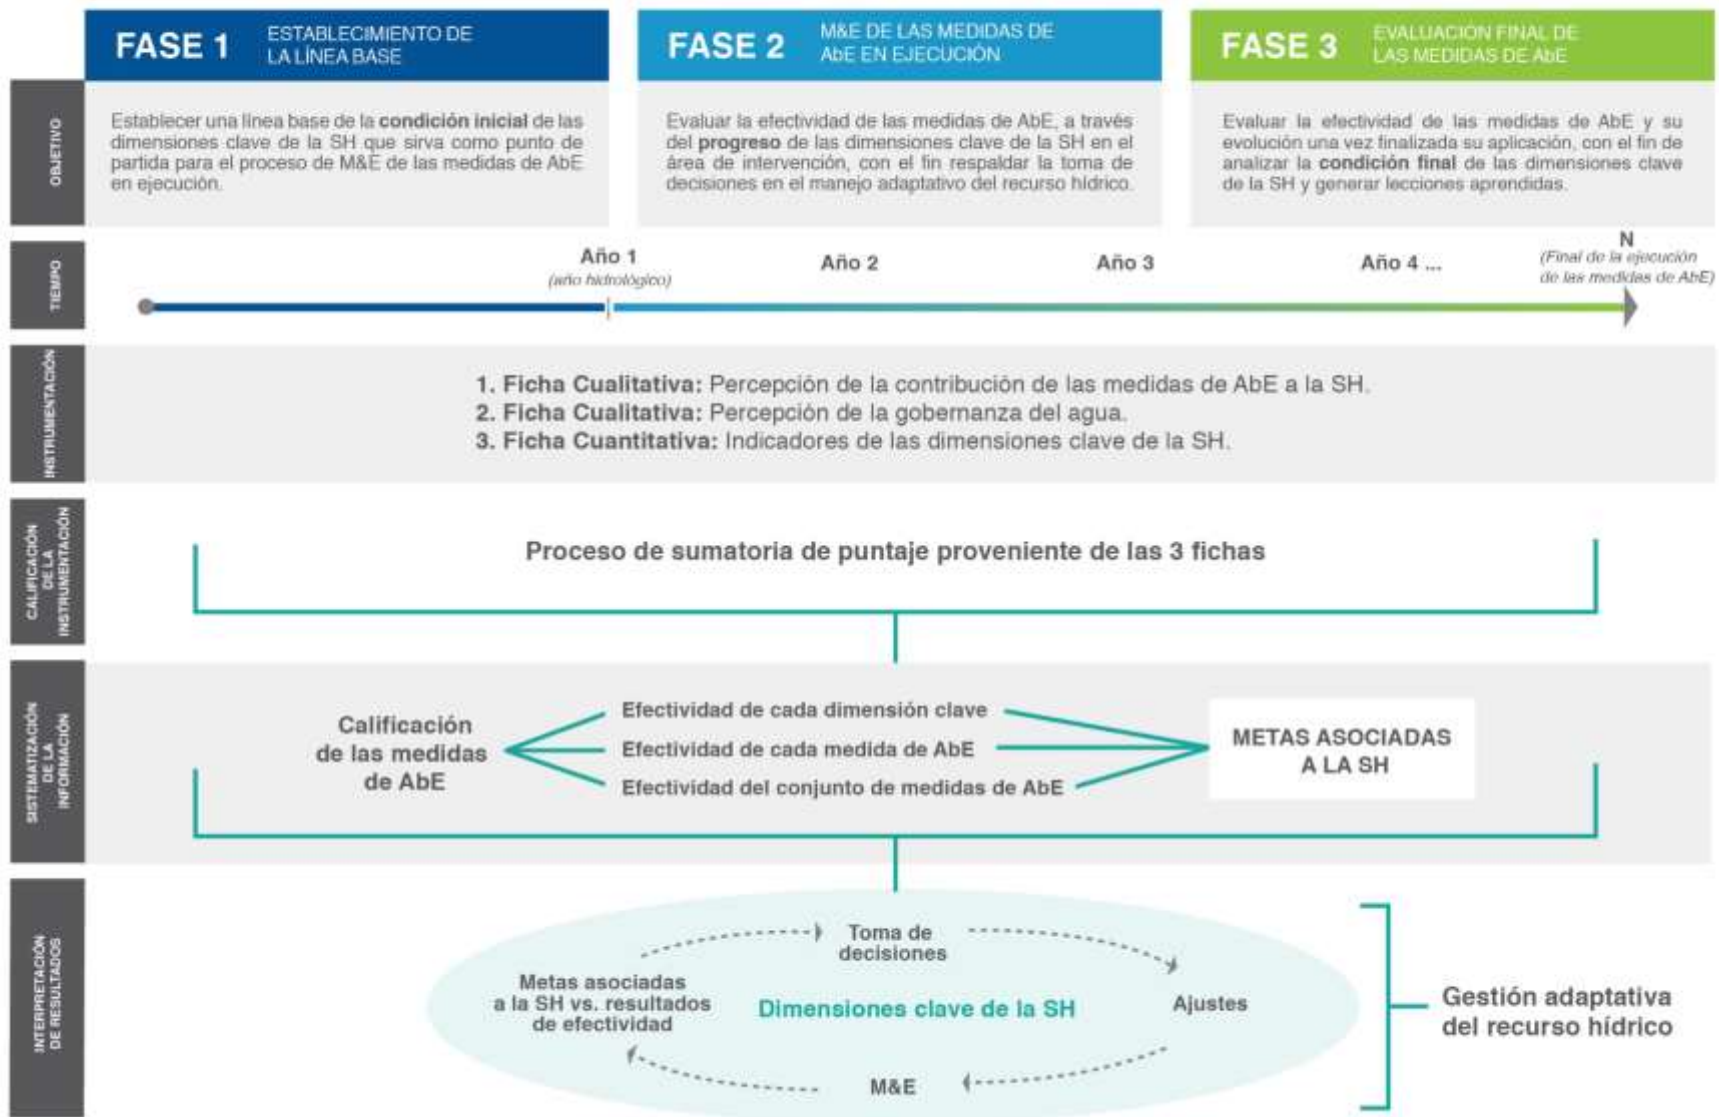 FASE 1
ESTABLECIMIENTO DE
LA LÍNEA BASE
FASE 2
M&E DE LAS MEDIDAS DE
AbE EN EJECUCIÓN
FASE 3
EVALUACIÓN FINAL DE
LAS MEDIDAS DE AbE
OBJETIVO
Establecer una línea base de la condición inicial de las
dimensiones clave de la SH que sirva como punto de
partida para el proceso de M&E de las medidas de AbE
en ejecución.
Evaluar la efectividad de las medidas de AbE, a través
del progreso de las dimensiones clave de la SH en el
área de intervención, con el fin respaldar la toma de
decisiones en el manejo adaptativo del recurso hídrico.
Evaluar la efectividad de las medidas de AbE y su
evolución una vez finalizada su aplicación, con el fin de
analizar la condición final de las dimensiones clave
de la SH y generar lecciones aprendidas.
TIEMPO
Año 1
(año hidrológico)
Año 2
Año 3
Año 4 ...
N
(Final de la ejecución
de las medidas de AbE)
INSTRUMENTACIÓN
1. Ficha Cualitativa: Percepción de la contribución de las medidas de AbE a la SH.
2. Ficha Cualitativa: Percepción de la gobernanza del agua.
3. Ficha Cuantitativa: Indicadores de las dimensiones clave de la SH.
CALIFICACIÓN
DE LA
INSTRUMENTACIÓN
Proceso de sumatoria de puntaje proveniente de las 3 fichas
SISTEMATIZACIÓN
DE LA
INFORMACIÓN
Calificación
de las medidas
de AbE
Efectividad de cada dimensión clave
Efectividad de cada medida de AbE
Efectividad del conjunto de medidas de AbE
METAS ASOCIADAS
A LA SH
INTERPRETACIÓN
DE RESULTADOS
Toma de
decisiones
Metas asociadas
a la SH vs. resultados
de efectividad
Dimensiones clave de la SH
Ajustes
M&E
Gestión adaptativa
del recurso hídrico